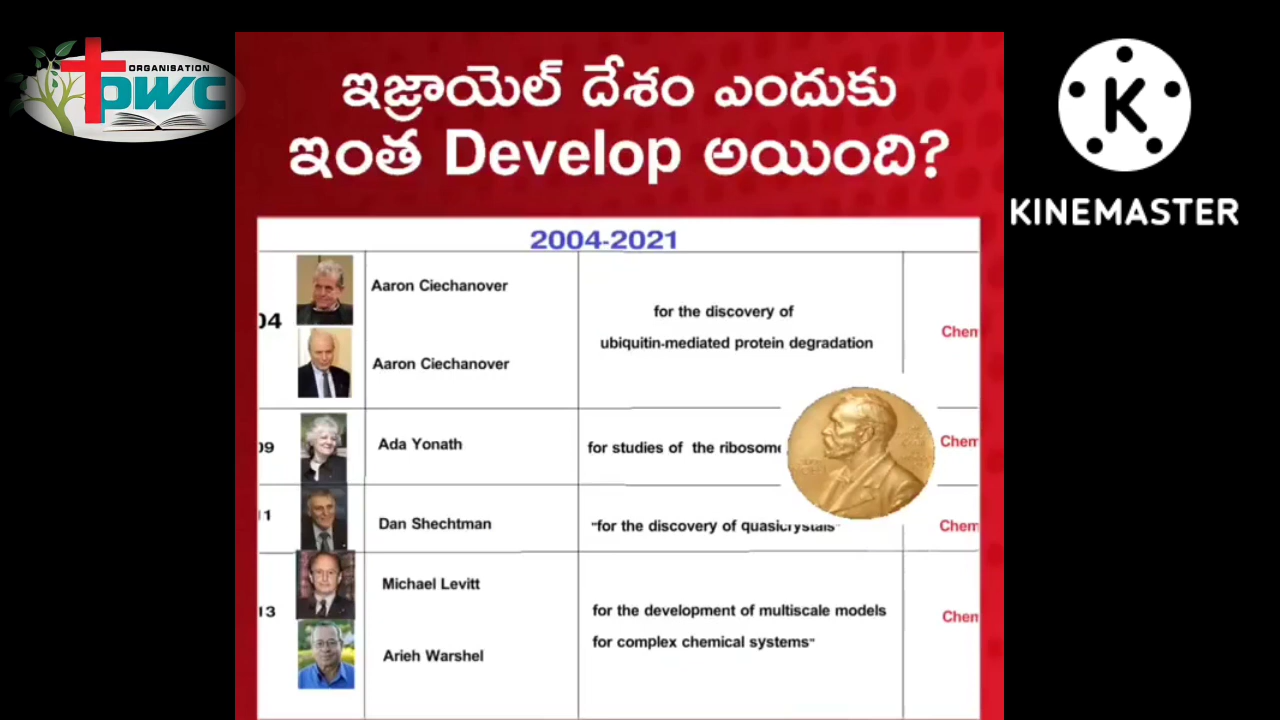 ORGANISATION
PWC
K
KINEMASTER
ఇజ్రాయెల్ దేశం ఎందుకు
ఇంత Develop అయింది?
2004-2021
04
Aaron Ciechanover
Aaron Ciechanover
for the discovery of
ubiquitin-mediated protein degradation
Chem
09
Ada Yonath
for studies of the ribosome
Chem
11
Dan Shechtman
"for the discovery of quasicrystals"
Chem
13
Michael Levitt
Arieh Warshel
for the development of multiscale models
for complex chemical systems"
Chem